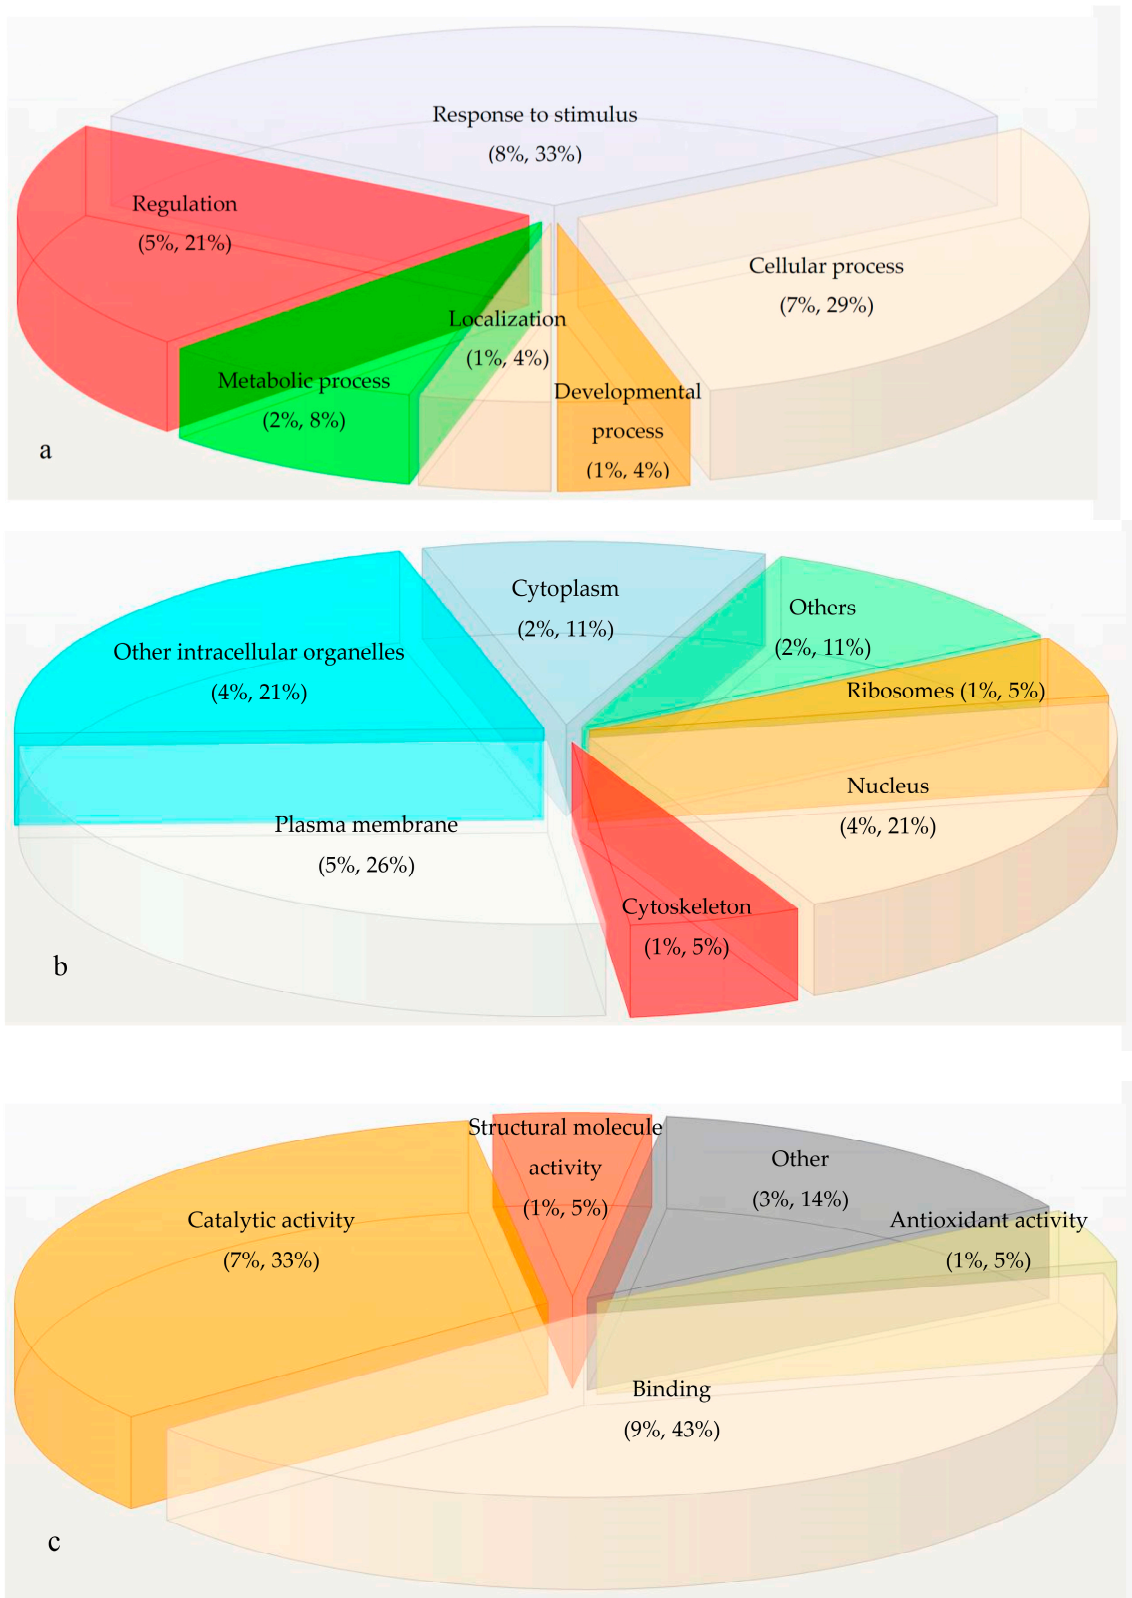 Response to stimulus
(8%, 33%)
Regulation
(5%, 21%)
Cellular process
(7%, 29%)
Localization
(1%, 4%)
Metabolic process
(2%, 8%)
Developmental
process
(1%, 4%)
a
Cytoplasm
(2%, 11%)
Others
(2%, 11%)
Other intracellular organelles
(4%, 21%)
Ribosomes (1%, 5%)
Nucleus
(4%, 21%)
Plasma membrane
(5%, 26%)
Cytoskeleton
(1%, 5%)
b
Structural molecule
activity
(1%, 5%)
Other
(3%, 14%)
Catalytic activity
(7%, 33%)
Antioxidant activity
(1%, 5%)
Binding
(9%, 43%)
c